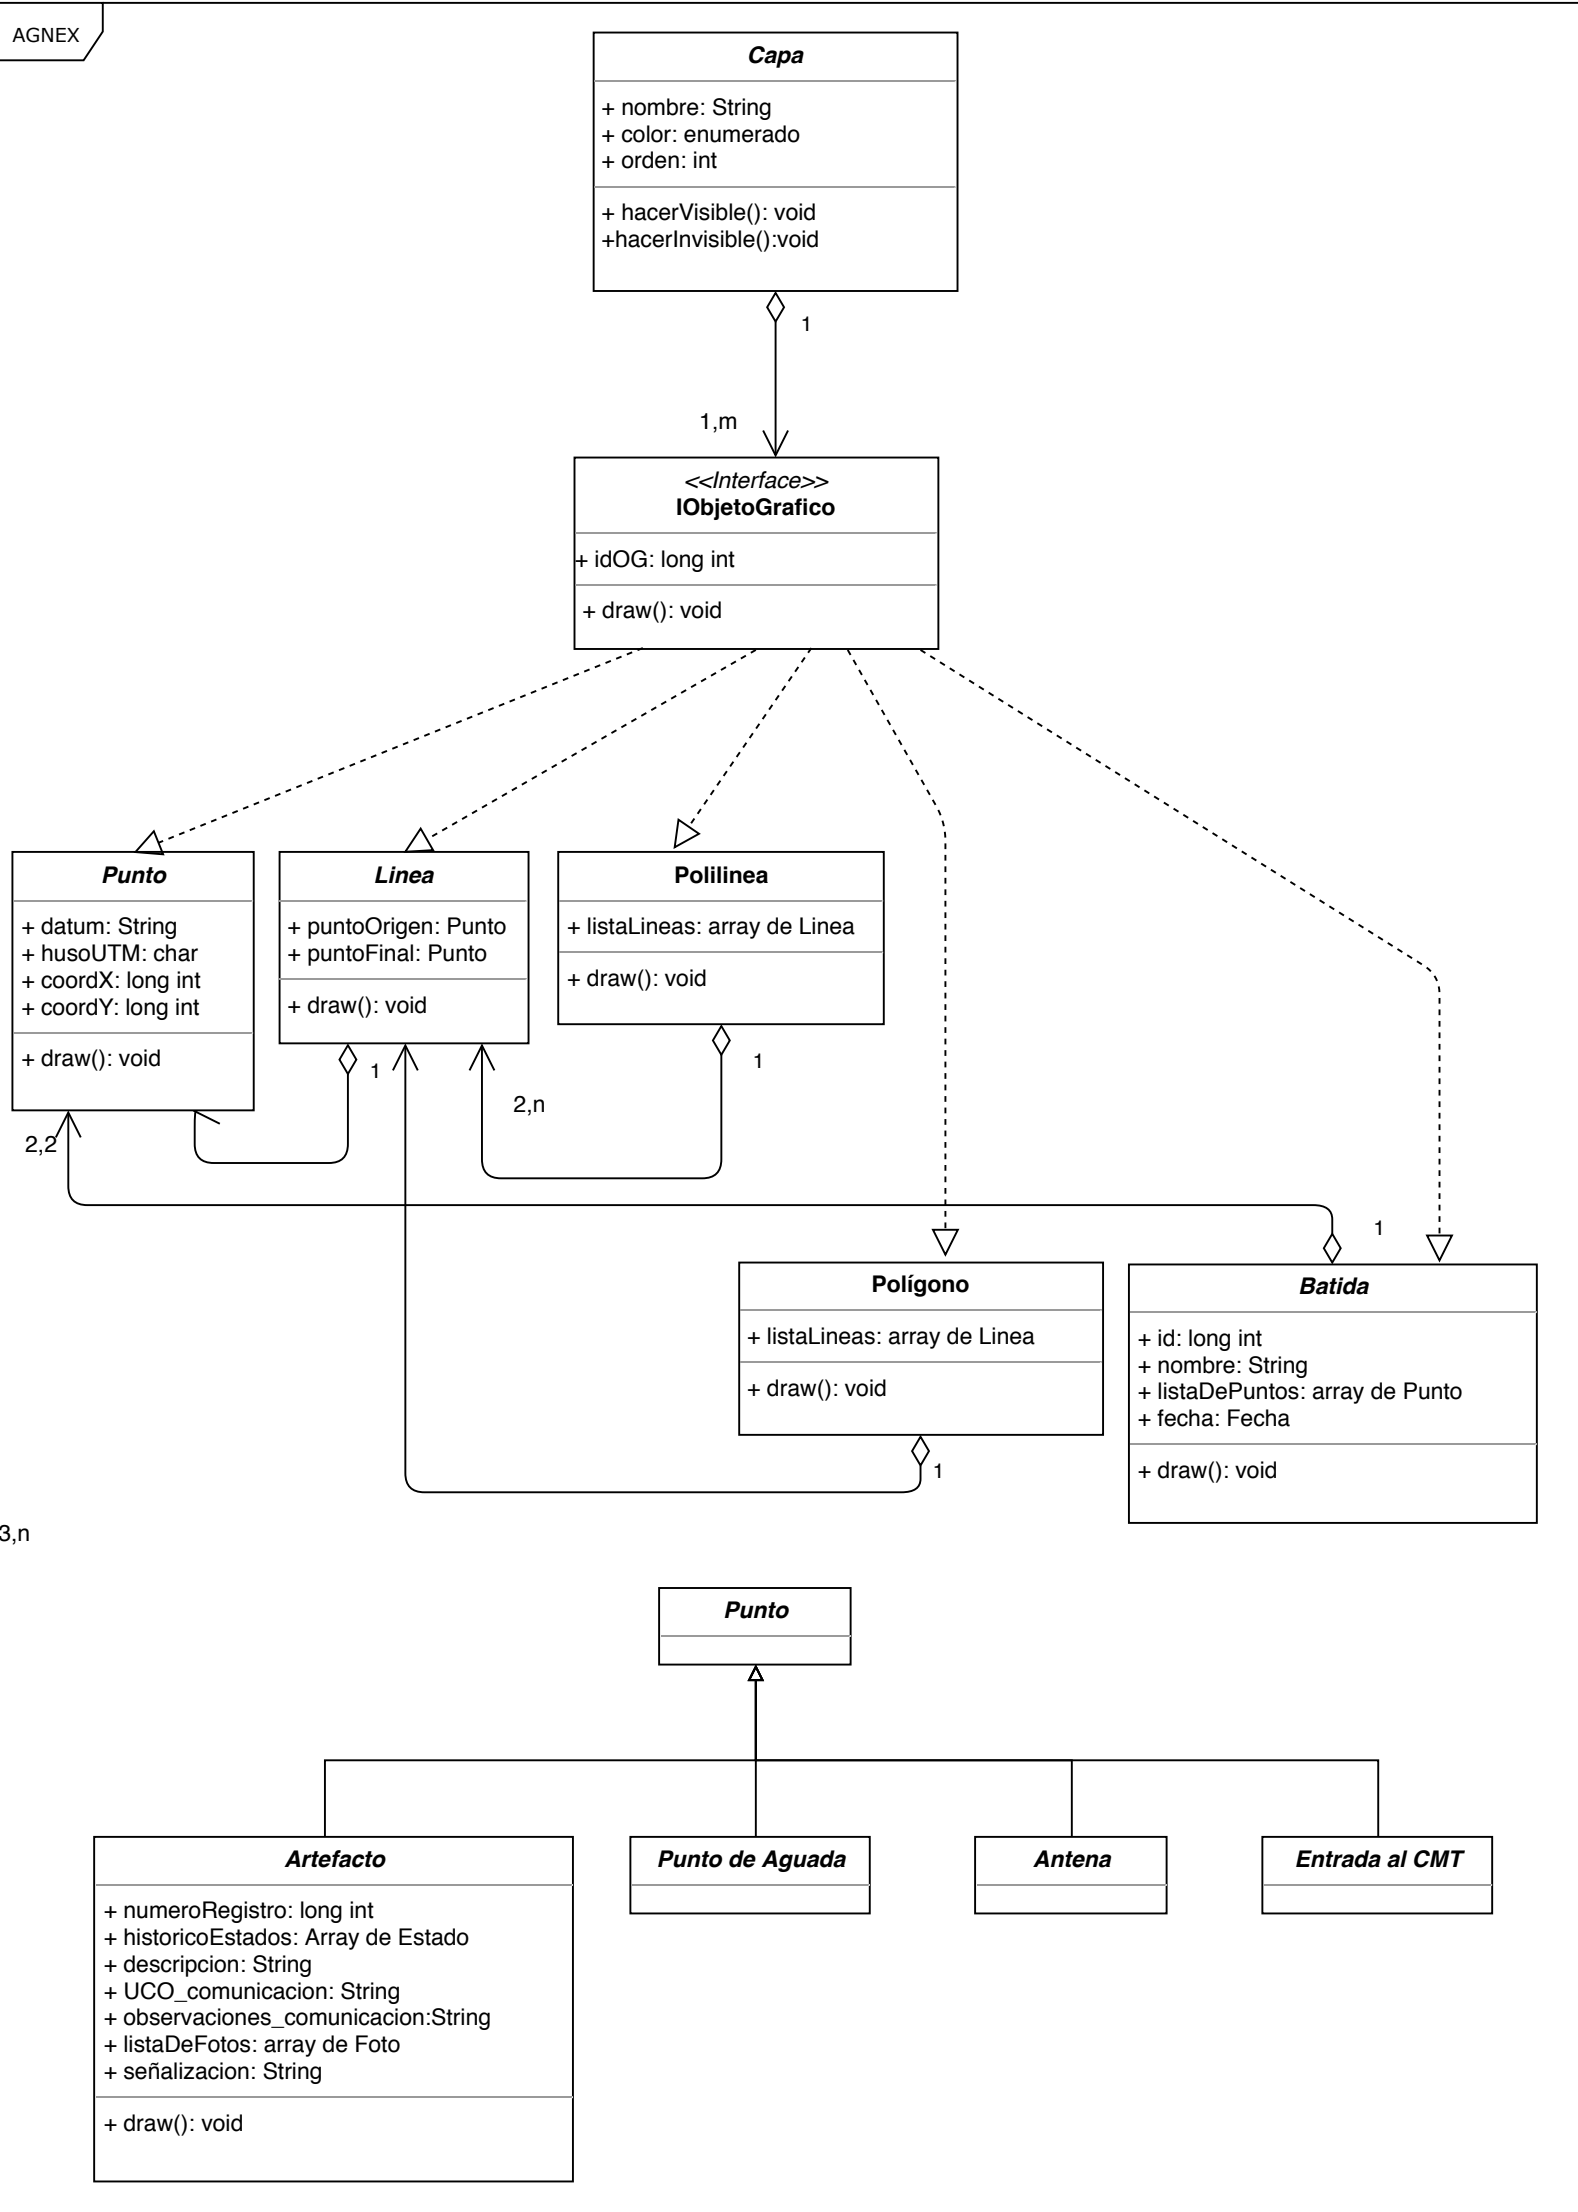 AGNEX
Capa
+ nombre: String
+ color: enumerado
+ orden: int
+ hacerVisible(): void
+hacerInvisible():void
1
1,m
<<Interface>>
IObjetoGrafico
+ idOG: long int
+ draw(): void
Punto
+ datum: String
+ husoUTM: char
+ coordX: long int
+ coordY: long int
+ draw(): void
Linea
+ puntoOrigen: Punto
+ puntoFinal: Punto
+ draw(): void
Polilinea
+ listaLineas: array de Linea
+ draw(): void
1
1
2,n
2,2
1
Polígono
+ listaLineas: array de Linea
+ draw(): void
1
Batida
+ id: long int
+ nombre: String
+ listaDePuntos: array de Punto
+ fecha: Fecha
+ draw(): void
3,n
Punto
Artefacto
+ numeroRegistro: long int
+ historicoEstados: Array de Estado
+ descripcion: String
+ UCO_comunicacion: String
+ observaciones_comunicacion:String
+ listaDeFotos: array de Foto
+ señalizacion: String
+ draw(): void
Punto de Aguada
Antena
Entrada al CMT